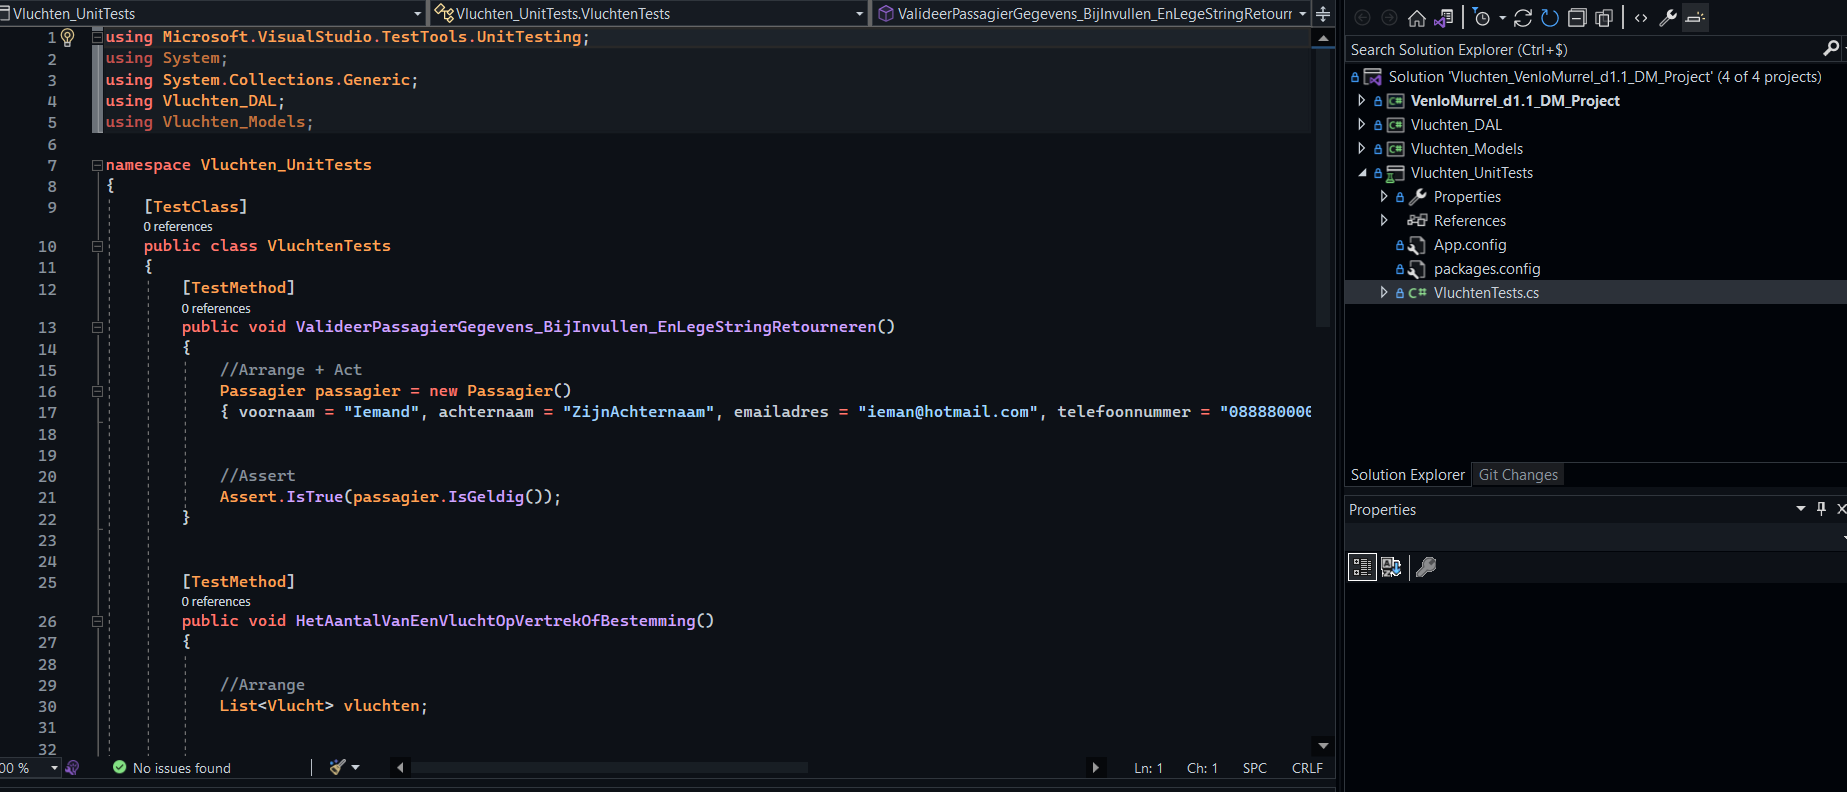 Vluchten_UnitTests
Vluchten_UnitTests.VluchtenTests
ValideerPassagierGegevens_BijInvullen_EnLegeStringRetourr
1 using Microsoft.VisualStudio.TestTools.UnitTesting;
2 using System;
3 using System.Collections.Generic;
4 using Vluchten_DAL;
5 using Vluchten_Models;
6
7 namespace Vluchten_UnitTests
8 {
9 [TestClass]
0 references
10 public class VluchtenTests
11 {
12 [TestMethod]
0 references
13 public void ValideerPassagierGegevens_BijInvullen_EnLegeStringRetourneren()
14 {
15 //Arrange + Act
16 Passagier passagier = new Passagier()
17 { voornaam = "Iemand", achternaam = "ZijnAchternaam", emailadres = "ieman@hotmail.com", telefoonnummer = "088880000
18
19
20 //Assert
21 Assert.IsTrue(passagier.IsGeldig());
22 }
23
24
25 [TestMethod]
0 references
26 public void HetAantalVanEenVluchtOpVertrekOfBestemming()
27 {
28
29 //Arrange
30 List<Vlucht> vluchten;
31
32
00 %
No issues found
Ln: 1 Ch: 1 SPC CRLF
Search Solution Explorer (Ctrl+$)
Solution 'Vluchten_VenloMurrel_d1.1_DM_Project' (4 of 4 projects)
C# VenloMurrel_d1.1_DM_Project
C# Vluchten_DAL
C# Vluchten_Models
Vluchten_UnitTests
Properties
References
App.config
packages.config
C# VluchtenTests.cs
Solution Explorer Git Changes
Properties